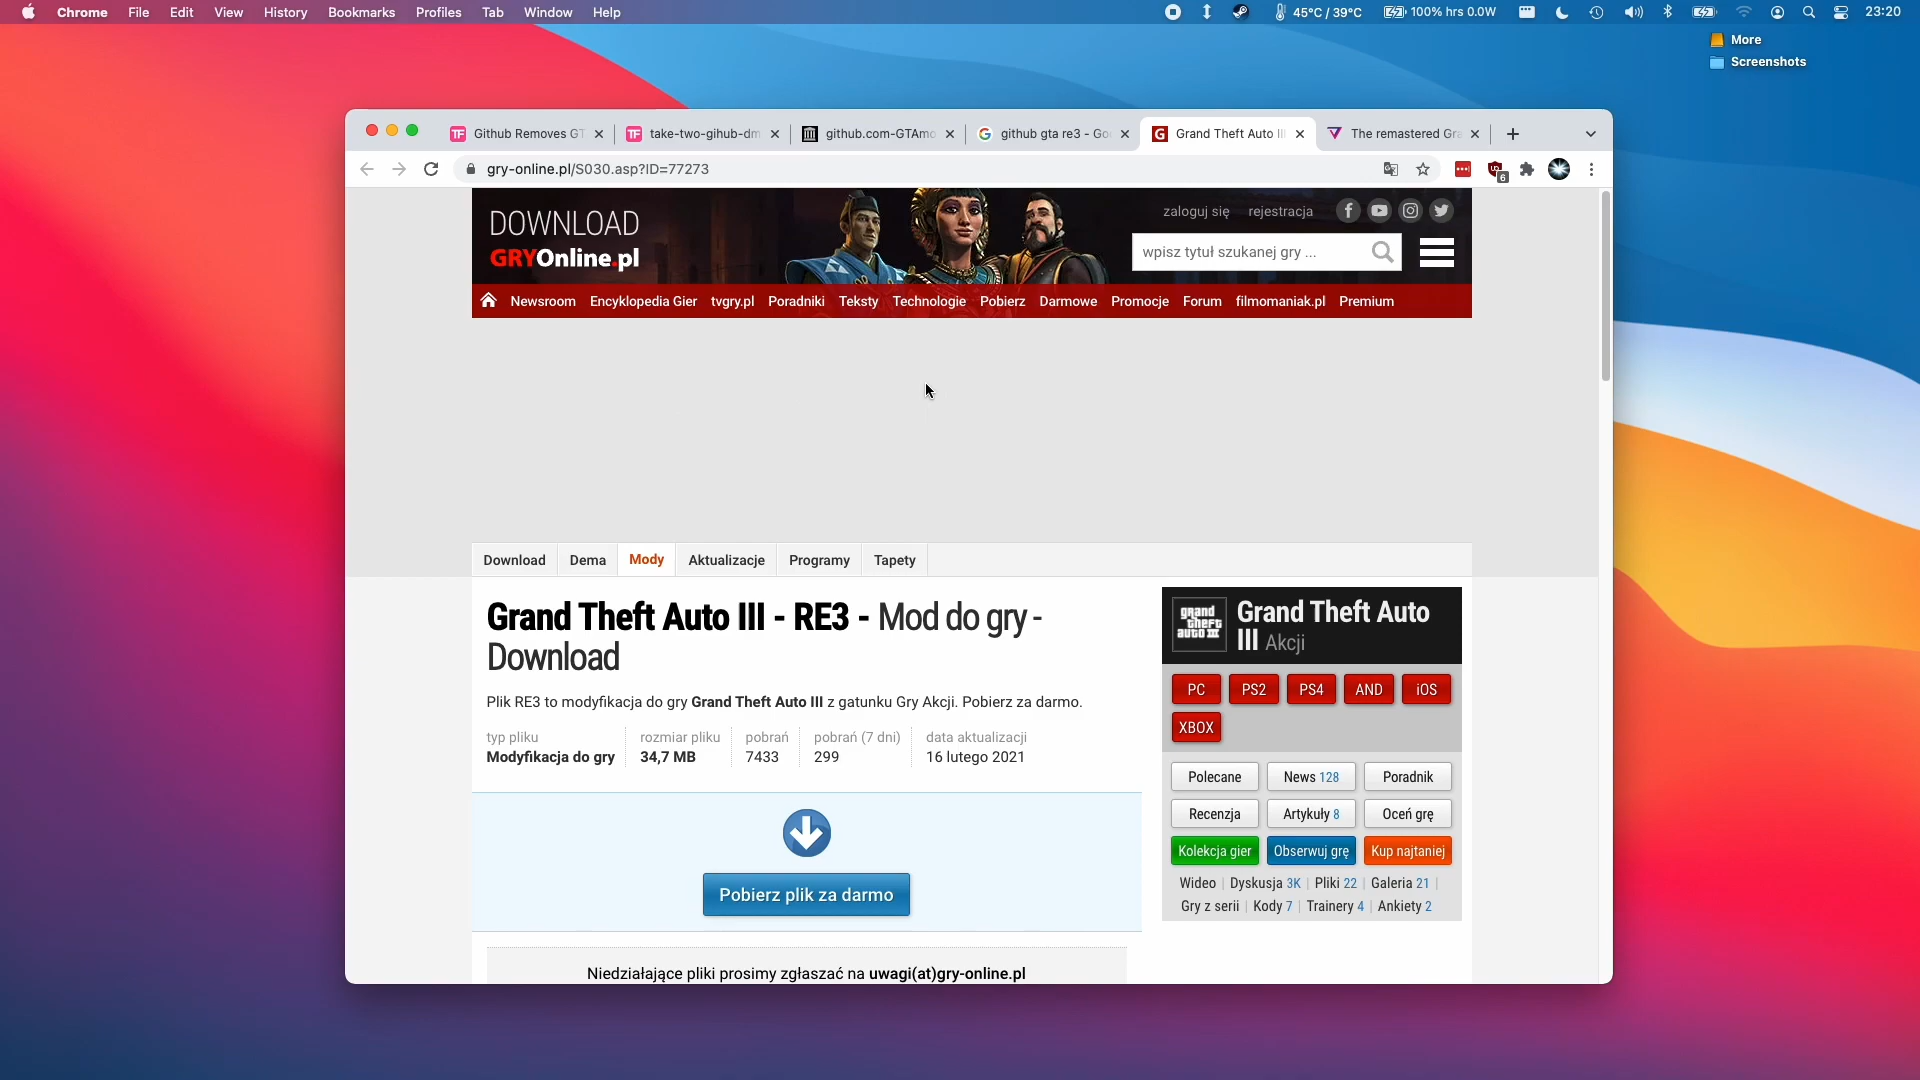 Chrome File Edit View History Bookmarks Profiles Tab Window Help 45°C / 39°C 100% hrs 0.0W 23:20
More
Screenshots
Github Removes GT take-two-gihub-dm github.com-GTAmo github gta re3 - Goo Grand Theft Auto III The remastered Gra
gry-online.pl/S030.asp?ID=77273 6
DOWNLOAD
GRYOnline.pl
zaloguj się rejestracja
wpisz tytuł szukanej gry ...
Newsroom Encyklopedia Gier tvgry.pl Poradniki Teksty Technologie Pobierz Darmowe Promocje Forum filmomaniak.pl Premium
Download Dema Mody Aktualizacje Programy Tapety
Grand Theft Auto III - RE3 - Mod do gry -
Download
Plik RE3 to modyfikacja do gry Grand Theft Auto III z gatunku Gry Akcji. Pobierz za darmo.
typ pliku rozmiar pliku pobrań pobrań (7 dni) data aktualizacji
Modyfikacja do gry 34,7 MB 7433 299 16 lutego 2021
Pobierz plik za darmo
Niedziałające pliki prosimy zgłaszać na uwagi(at)gry-online.pl
grand
theft
auto III
Grand Theft Auto
III Akcji
PC PS2 PS4 AND iOS
XBOX
Polecane News 128 Poradnik
Recenzja Artykuły 8 Oceń grę
Kolekcja gier Obserwuj grę Kup najtaniej
Wideo Dyskusja 3K Pliki 22 Galeria 21
Gry z serii Kody 7 Trainery 4 Ankiety 2